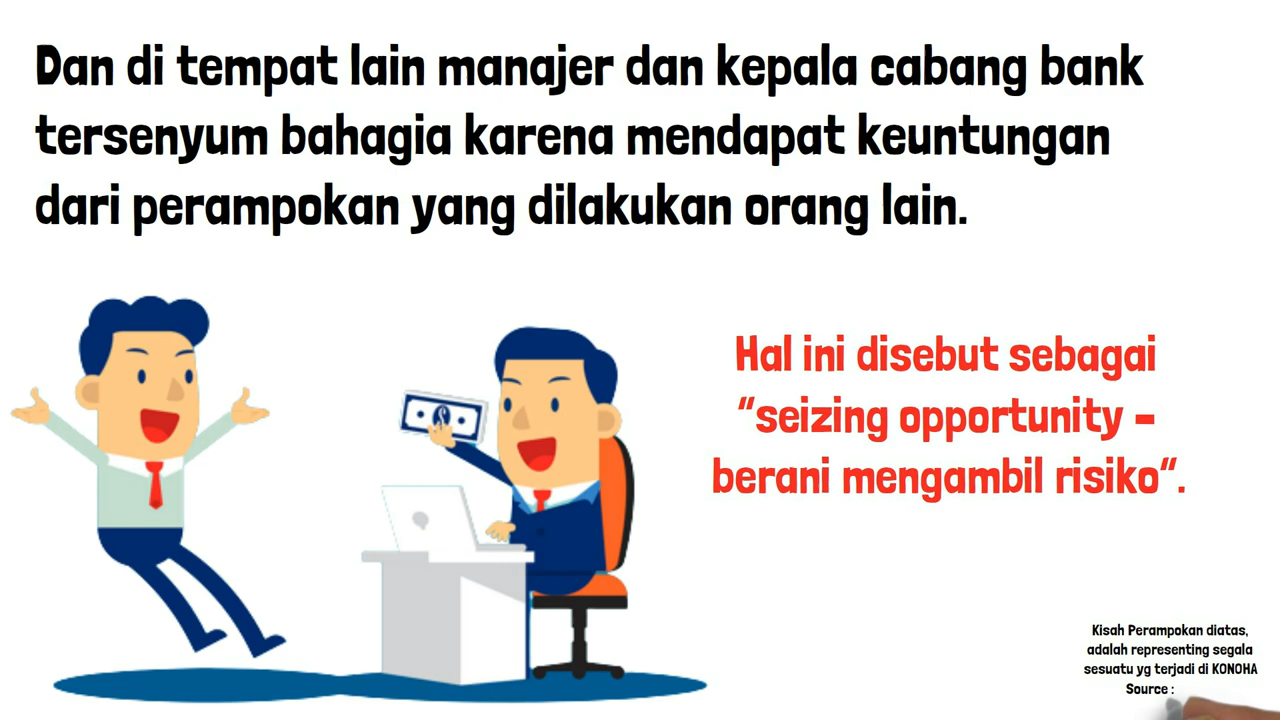 Dan di tempat lain manajer dan kepala cabang bank
tersenyum bahagia karena mendapat keuntungan
dari perampokan yang dilakukan orang lain.
Hal ini disebut sebagai
“seizing opportunity -
berani mengambil risiko“.
Kisah Perampokan diatas,
adalah representing segala
sesuatu yg terjadi di KONOHA
Source :